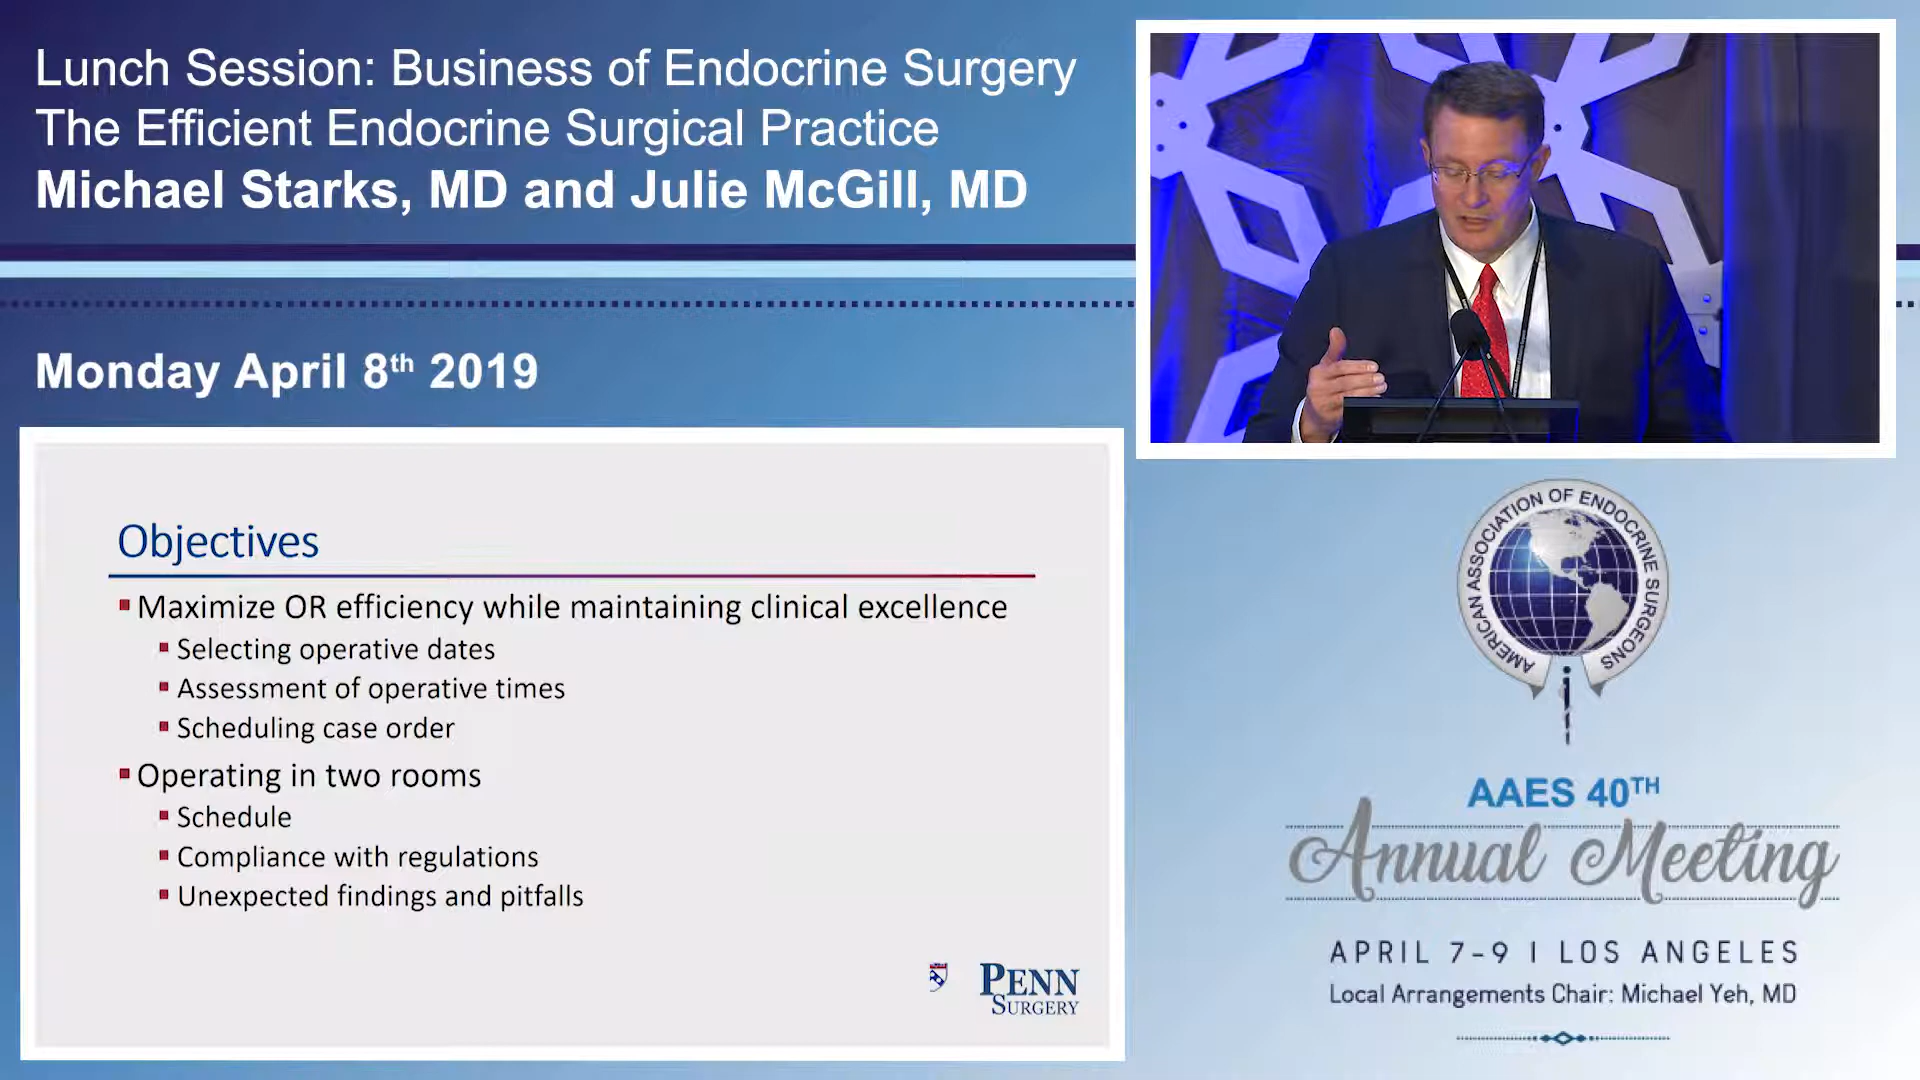 Lunch Session: Business of Endocrine Surgery
The Efficient Endocrine Surgical Practice
Michael Starks, MD and Julie McGill, MD
Monday April 8th 2019
Objectives
Maximize OR efficiency while maintaining clinical excellence
Selecting operative dates
Assessment of operative times
Scheduling case order
Operating in two rooms
Schedule
Compliance with regulations
Unexpected findings and pitfalls
PENN
SURGERY
AMERICAN ASSOCIATION OF ENDOCRINE SURGEONS
AAES 40TH
Annual Meeting
APRIL 7-9 | LOS ANGELES
Local Arrangements Chair: Michael Yeh, MD